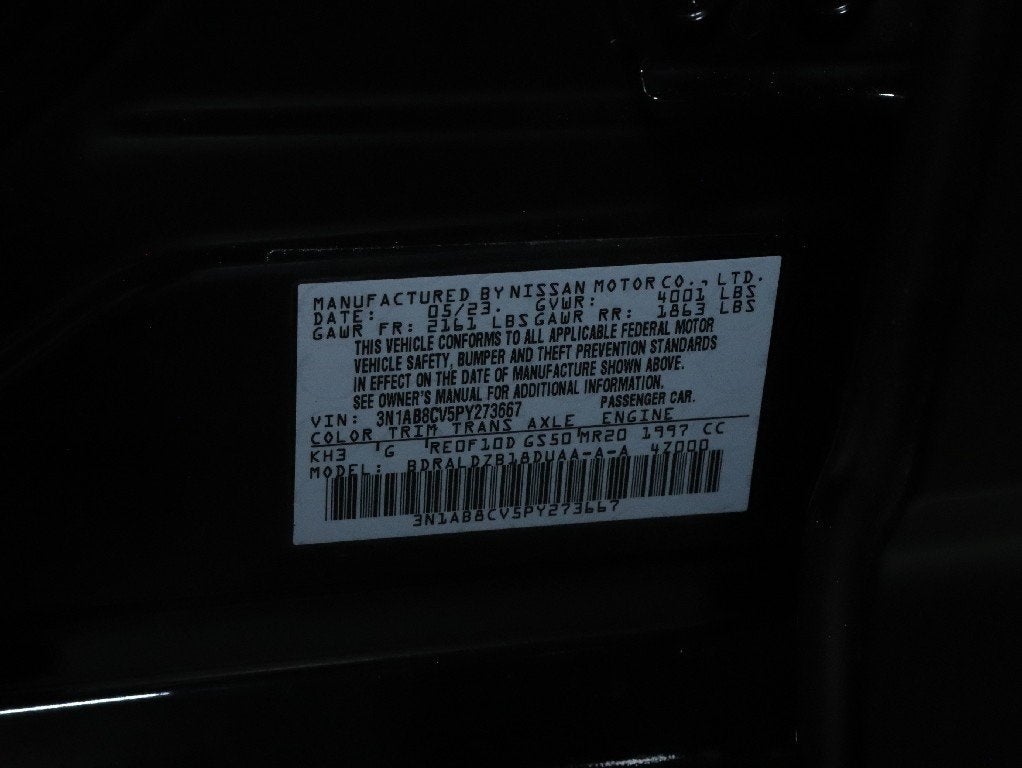 MANUFACTURED BY NISSAN MOTOR CO., LTD.
DATE: 05/23. GVWR: 4001 LBS
GAWR FR: 2161 LBS GAWR RR: 1863 LBS
THIS VEHICLE CONFORMS TO ALL APPLICABLE FEDERAL MOTOR
VEHICLE SAFETY, BUMPER AND THEFT PREVENTION STANDARDS
IN EFFECT ON THE DATE OF MANUFACTURE SHOWN ABOVE.
SEE OWNER'S MANUAL FOR ADDITIONAL INFORMATION.
VIN: 3N1AB8CV5PY273667 PASSENGER CAR.
COLOR TRIM TRANS AXLE ENGINE
KH3 G RE0F10D GS50 MR20 1997 CC
MODEL: BDRALDZB18DUAA-A-A 4Z000
3N1AB8CV5PY273667